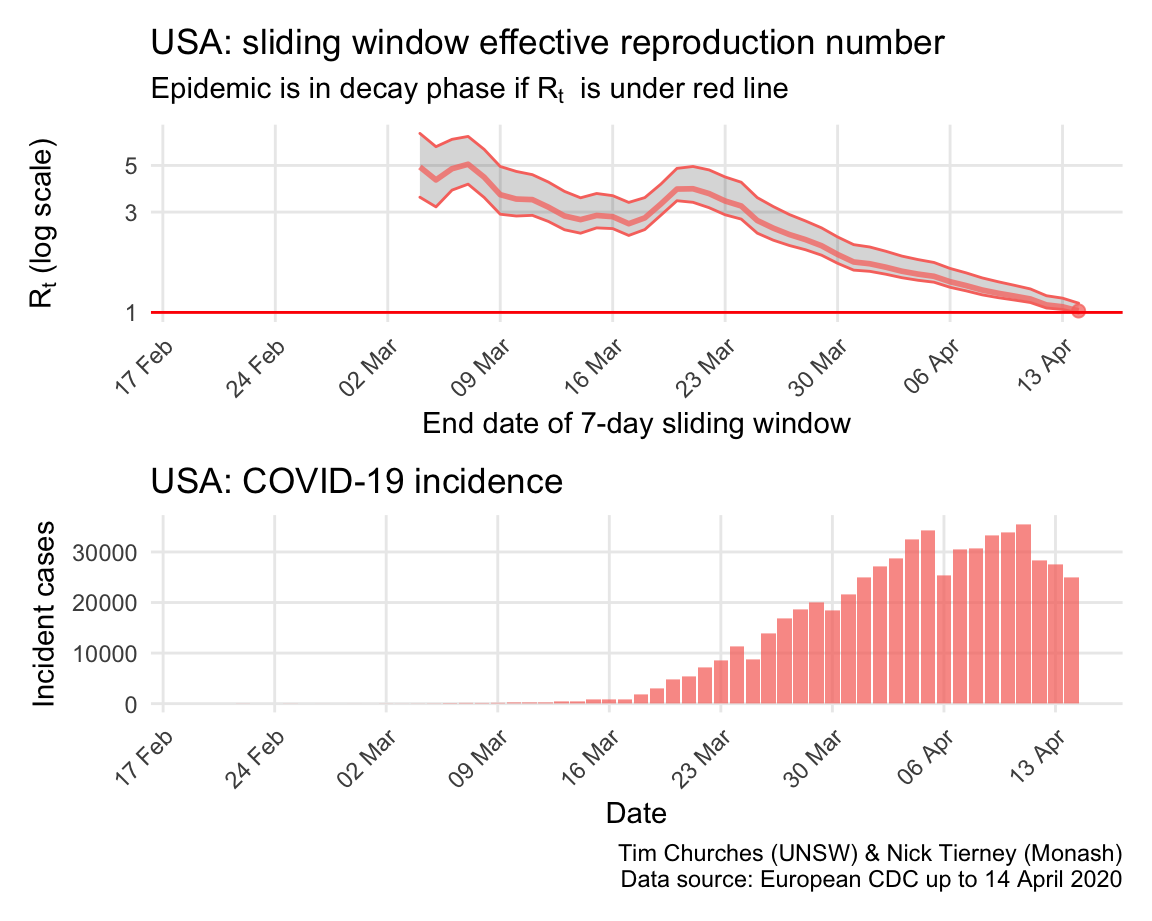 USA: sliding window effective reproduction number
Epidemic is in decay phase if Rt is under red line
Rt (log scale)
5
3
1
17 Feb
24 Feb
02 Mar
09 Mar
16 Mar
23 Mar
30 Mar
06 Apr
13 Apr
End date of 7-day sliding window
USA: COVID-19 incidence
Incident cases
30000
20000
10000
0
17 Feb
24 Feb
02 Mar
09 Mar
16 Mar
23 Mar
30 Mar
06 Apr
13 Apr
Date
Tim Churches (UNSW) & Nick Tierney (Monash)
Data source: European CDC up to 14 April 2020